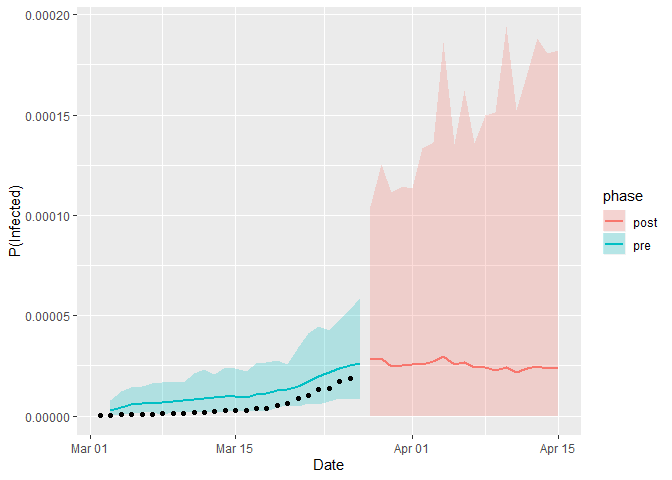 0.00020
0.00015
0.00010
0.00005
0.00000
P(Infected)
Mar 01
Mar 15
Apr 01
Apr 15
Date
phase
post
pre